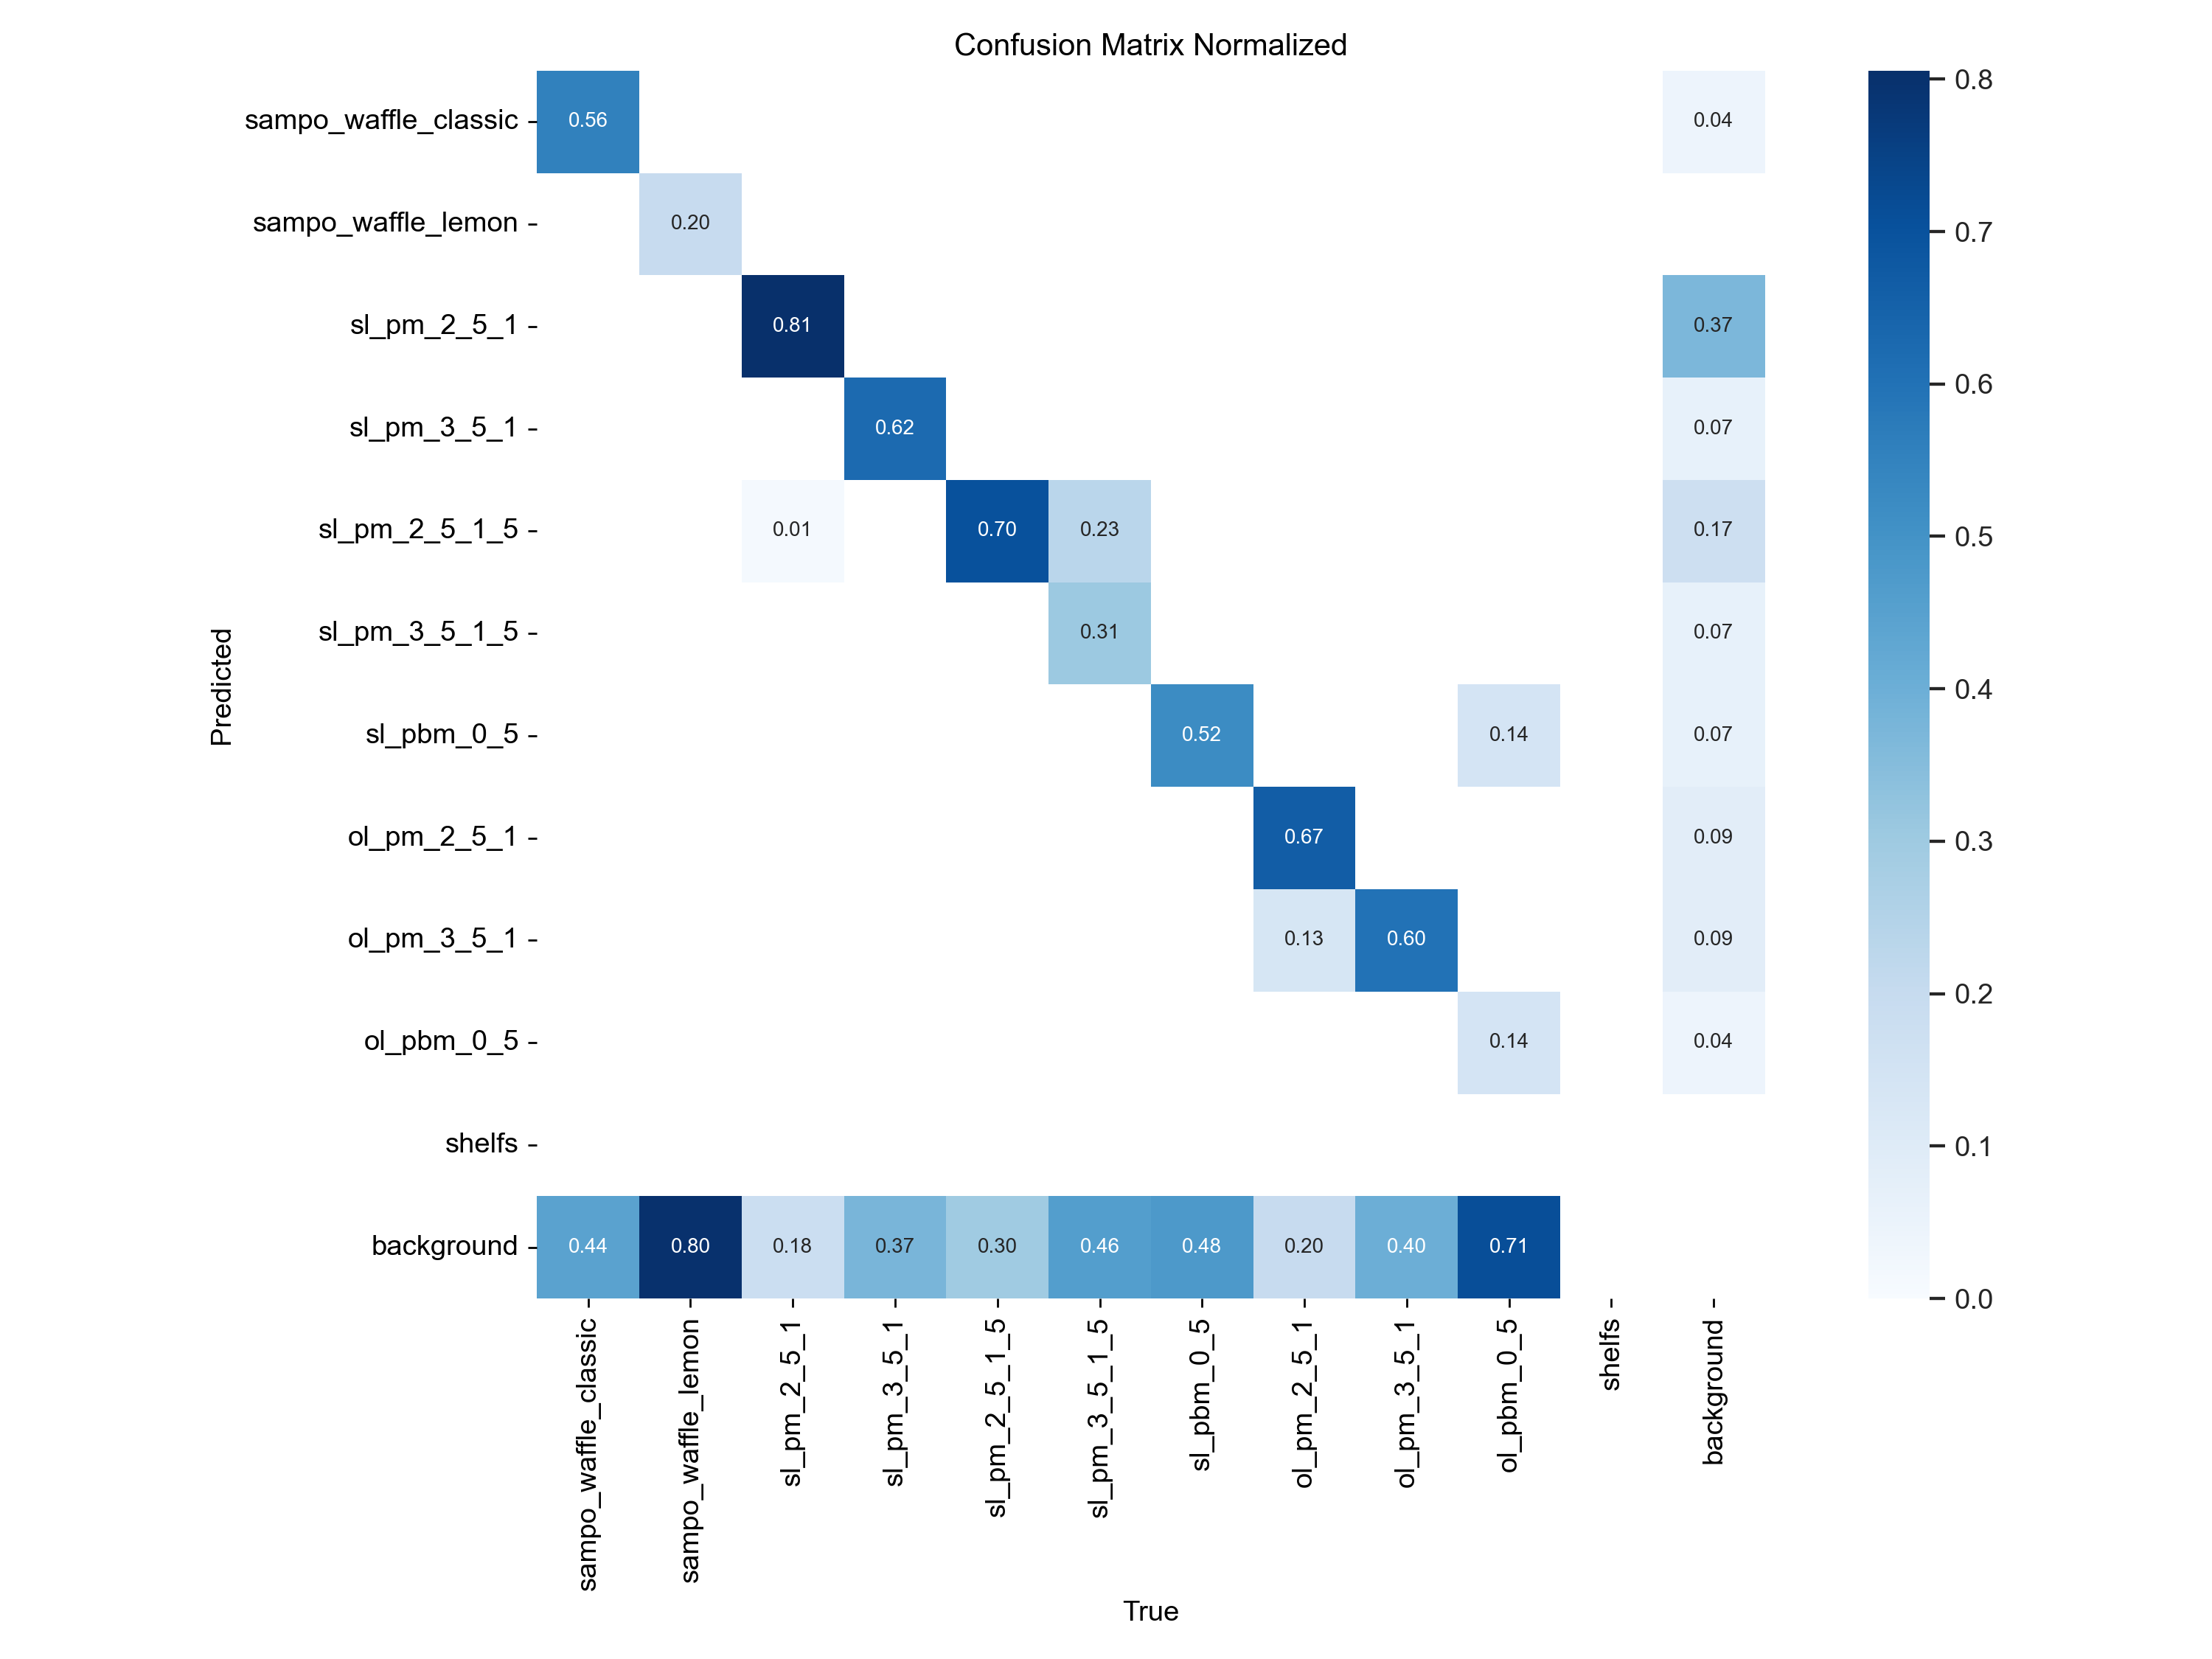 Confusion Matrix Normalized
sampo_waffle_classic 0.56 0.04
sampo_waffle_lemon 0.20
sl_pm_2_5_1 0.81 0.37
sl_pm_3_5_1 0.62 0.07
sl_pm_2_5_1_5 0.01 0.70 0.23 0.17
sl_pm_3_5_1_5 0.31 0.07
sl_pbm_0_5 0.52 0.14 0.07
ol_pm_2_5_1 0.67 0.09
ol_pm_3_5_1 0.13 0.60 0.09
ol_pbm_0_5 0.14 0.04
shelfs
background 0.44 0.80 0.18 0.37 0.30 0.46 0.48 0.20 0.40 0.71
Predicted
sampo_waffle_classic
sampo_waffle_lemon
sl_pm_2_5_1
sl_pm_3_5_1
sl_pm_2_5_1_5
sl_pm_3_5_1_5
sl_pbm_0_5
ol_pm_2_5_1
ol_pm_3_5_1
ol_pbm_0_5
shelfs
background
True
0.8
0.7
0.6
0.5
0.4
0.3
0.2
0.1
0.0